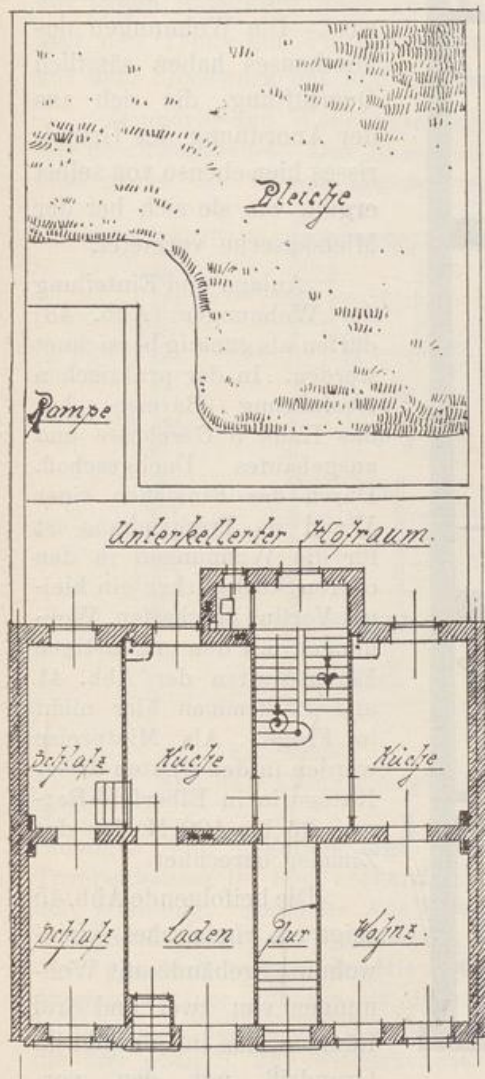 Bleiche
Rampe
Unterkellerter Hofraum.
Schlafz Küche Küche
Schlafz Laden Flur Wohnz.